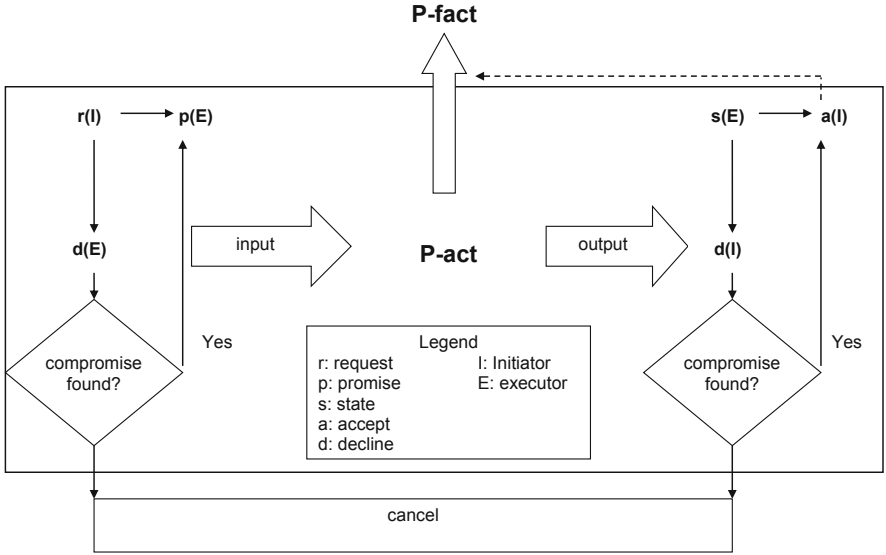 P-fact
r(I) p(E) s(E) a(I)
d(E) input P-act output d(I)
compromise
found?
Yes
Legend
r: request I: Initiator
p: promise E: executor
s: state
a: accept
d: decline
compromise
found?
Yes
cancel